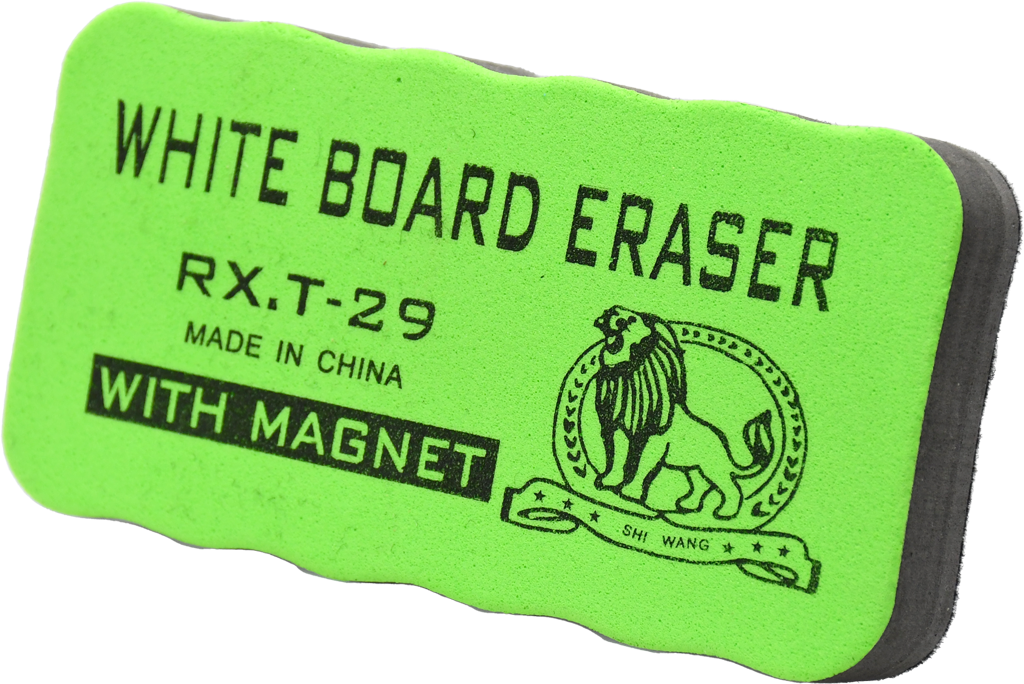 WHITE BOARD ERASER
RX.T-29
MADE IN CHINA
WITH MAGNET
SHI WANG